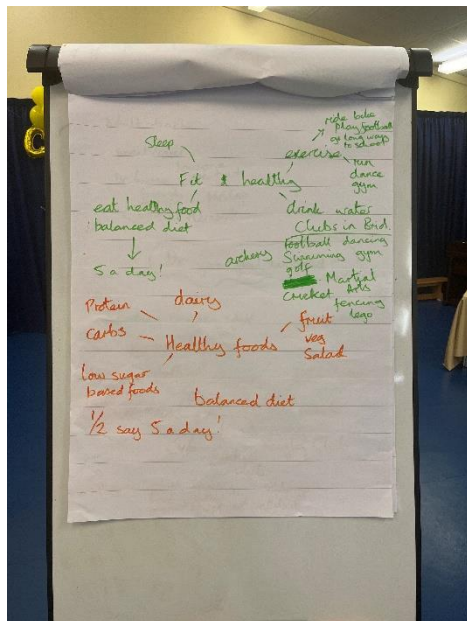 Sleep
Fit & healthy
exercise
ride bike
play football
go long ways
to school
run
dance
gym
eat healthy food
balanced diet
5 a day!
drink water
Clubs in Brid.
football dancing
archery
Swimming gym
golf
Cricket
Martial
Arts
fencing
lego
Protein
dairy
carbs
Healthy foods
fruit
veg
Salad
low sugar
based foods
balanced diet
1/2 say 5 a day!